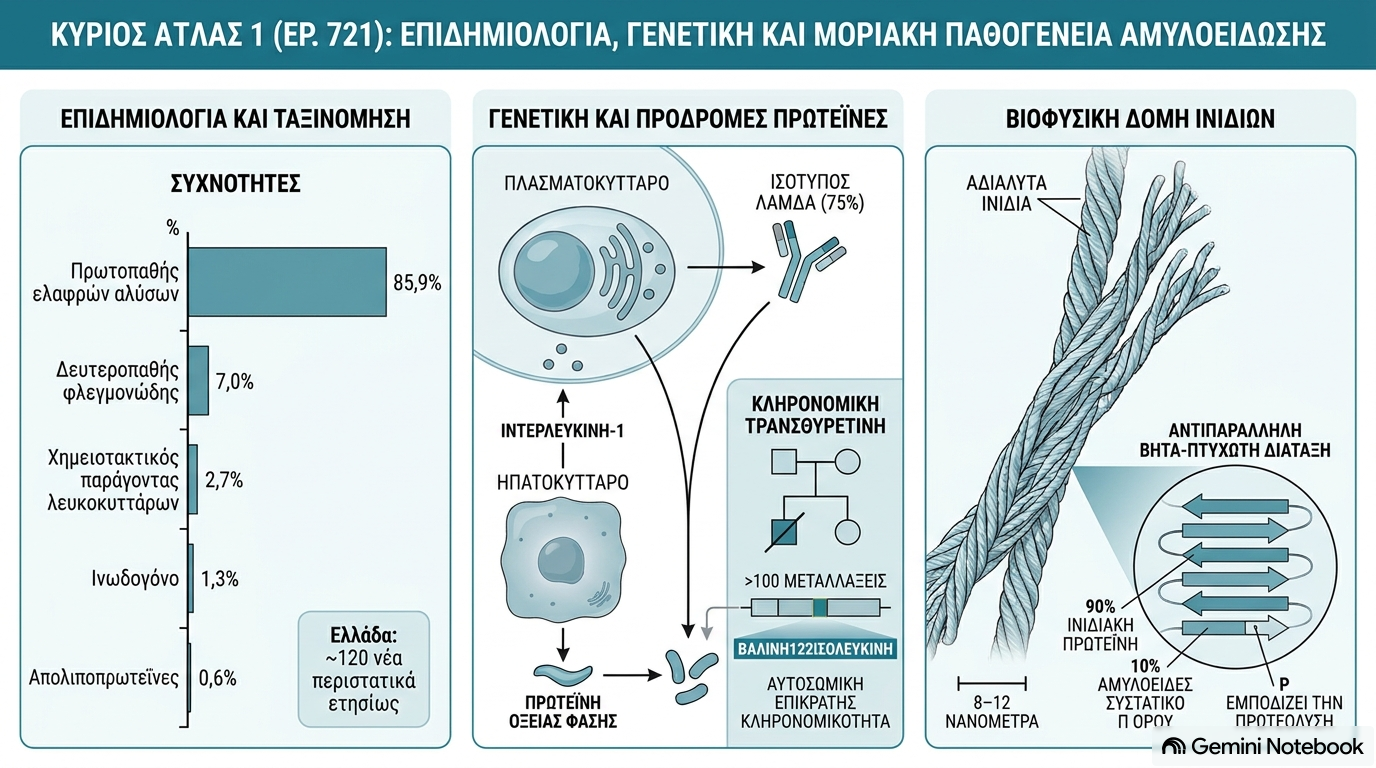 ΚΥΡΙΟΣ ΑΤΛΑΣ 1 (EP. 721): ΕΠΙΔΗΜΙΟΛΟΓΙΑ, ΓΕΝΕΤΙΚΗ ΚΑΙ ΜΟΡΙΑΚΗ ΠΑΘΟΓΕΝΕΙΑ ΑΜΥΛΟΕΙΔΩΣΗΣ
ΕΠΙΔΗΜΙΟΛΟΓΙΑ ΚΑΙ ΤΑΞΙΝΟΜΗΣΗ
ΣΥΧΝΟΤΗΤΕΣ
%
Πρωτοπαθής
ελαφρών αλύσων
85,9%
Δευτεροπαθής
φλεγμονώδης
7,0%
Χημειοτακτικός
παράγοντας
λευκοκυττάρων
2,7%
Ινωδογόνο
1,3%
Απολιποπρωτεΐνες
0,6%
Ελλάδα:
~120 νέα
περιστατικά
ετησίως
ΓΕΝΕΤΙΚΗ ΚΑΙ ΠΡΟΔΡΟΜΕΣ ΠΡΩΤΕΪΝΕΣ
ΠΛΑΣΜΑΤΟΚΥΤΤΑΡΟ
ΙΣΟΤΥΠΟΣ
ΛΑΜΔΑ (75%)
ΙΝΤΕΡΛΕΥΚΙΝΗ-1
ΗΠΑΤΟΚΥΤΤΑΡΟ
ΠΡΩΤΕΪΝΗ
ΟΞΕΙΑΣ ΦΑΣΗΣ
ΚΛΗΡΟΝΟΜΙΚΗ
ΤΡΑΝΣΘΥΡΕΤΙΝΗ
>100 ΜΕΤΑΛΛΑΞΕΙΣ
ΒΑΛΙΝΗ122ΙΣΟΛΕΥΚΙΝΗ
ΑΥΤΟΣΩΜΙΚΗ
ΕΠΙΚΡΑΤΗΣ
ΚΛΗΡΟΝΟΜΙΚΟΤΗΤΑ
ΒΙΟΦΥΣΙΚΗ ΔΟΜΗ ΙΝΙΔΙΩΝ
ΑΔΙΑΛΥΤΑ
ΙΝΙΔΙΑ
ΑΝΤΙΠΑΡΑΛΛΗΛΗ
ΒΗΤΑ-ΠΤΥΧΩΤΗ ΔΙΑΤΑΞΗ
90%
ΙΝΙΔΙΑΚΗ
ΠΡΩΤΕΪΝΗ
10%
ΑΜΥΛΟΕΙΔΕΣ
ΣΥΣΤΑΤΙΚΟ
Π ΟΡΟΥ
P
P
ΕΜΠΟΔΙΖΕΙ ΤΗΝ
ΠΡΩΤΕΟΛΥΣΗ
8–12
ΝΑΝΟΜΕΤΡΑ
Gemini Notebook